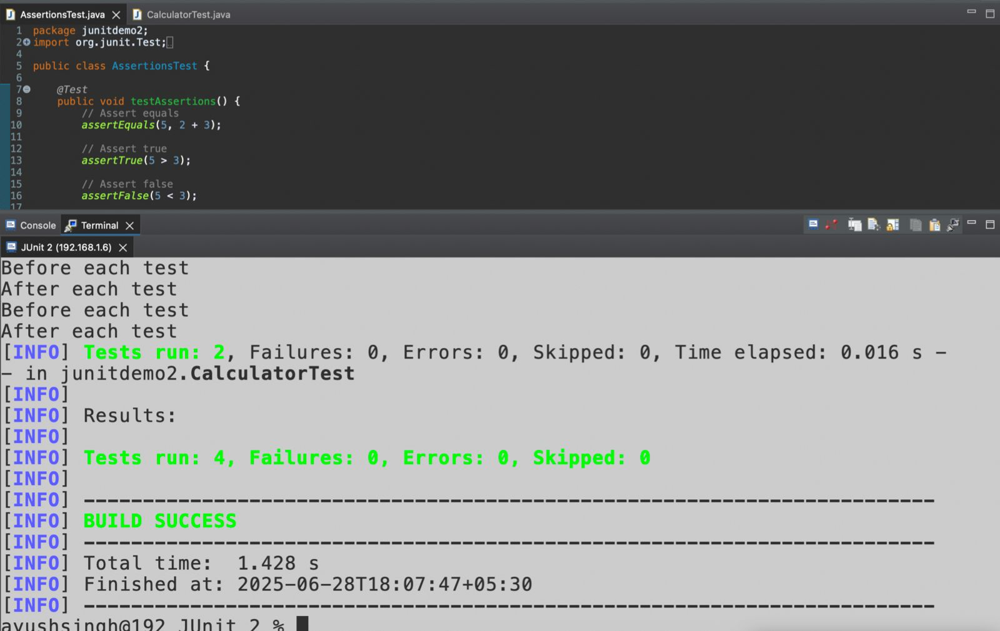 AssertionsTest.java
CalculatorTest.java
1 package junitdemo2;
2 import org.junit.Test;
4
5 public class AssertionsTest {
6
7 @Test
8 public void testAssertions() {
9 // Assert equals
10 assertEquals(5, 2 + 3);
11
12 // Assert true
13 assertTrue(5 > 3);
14
15 // Assert false
16 assertFalse(5 < 3);
17
Console
Terminal
JUnit 2 (192.168.1.6)
Before each test
After each test
Before each test
After each test
[INFO] Tests run: 2, Failures: 0, Errors: 0, Skipped: 0, Time elapsed: 0.016 s -
- in junitdemo2.CalculatorTest
[INFO]
[INFO] Results:
[INFO]
[INFO] Tests run: 4, Failures: 0, Errors: 0, Skipped: 0
[INFO]
[INFO] ------------------------------------------------------------------------
[INFO] BUILD SUCCESS
[INFO] ------------------------------------------------------------------------
[INFO] Total time:  1.428 s
[INFO] Finished at: 2025-06-28T18:07:47+05:30
[INFO] ------------------------------------------------------------------------
ayushsingh@192 JUnit 2 %